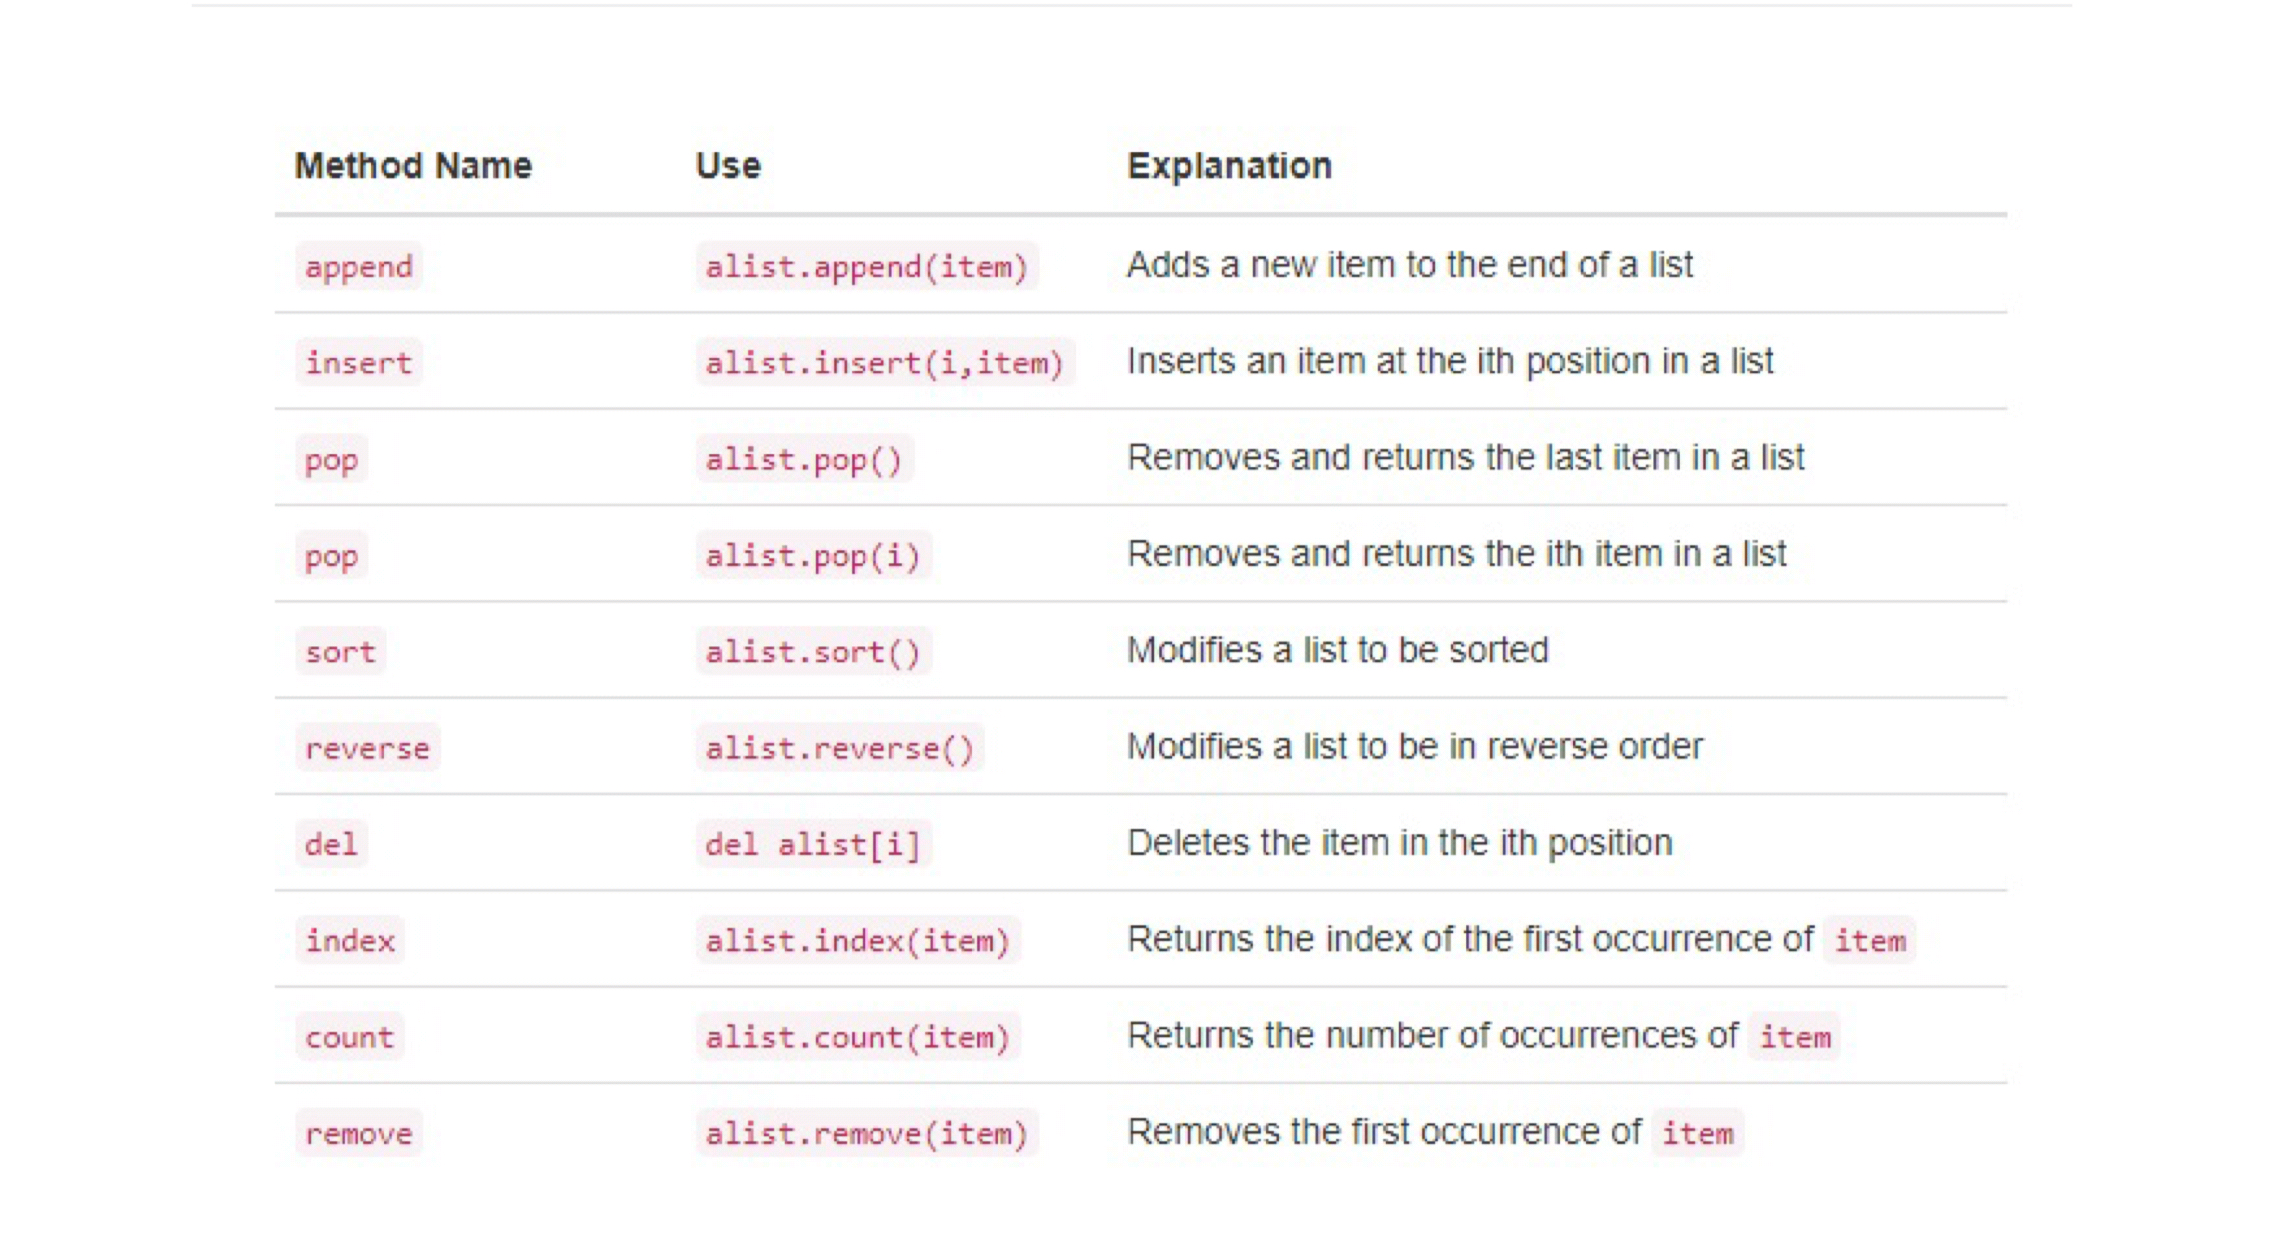 Method Name Use Explanation
append alist.append(item) Adds a new item to the end of a list
insert alist.insert(i,item) Inserts an item at the ith position in a list
pop alist.pop() Removes and returns the last item in a list
pop alist.pop(i) Removes and returns the ith item in a list
sort alist.sort() Modifies a list to be sorted
reverse alist.reverse() Modifies a list to be in reverse order
del del alist[i] Deletes the item in the ith position
index alist.index(item) Returns the index of the first occurrence of item
count alist.count(item) Returns the number of occurrences of item
remove alist.remove(item) Removes the first occurrence of item